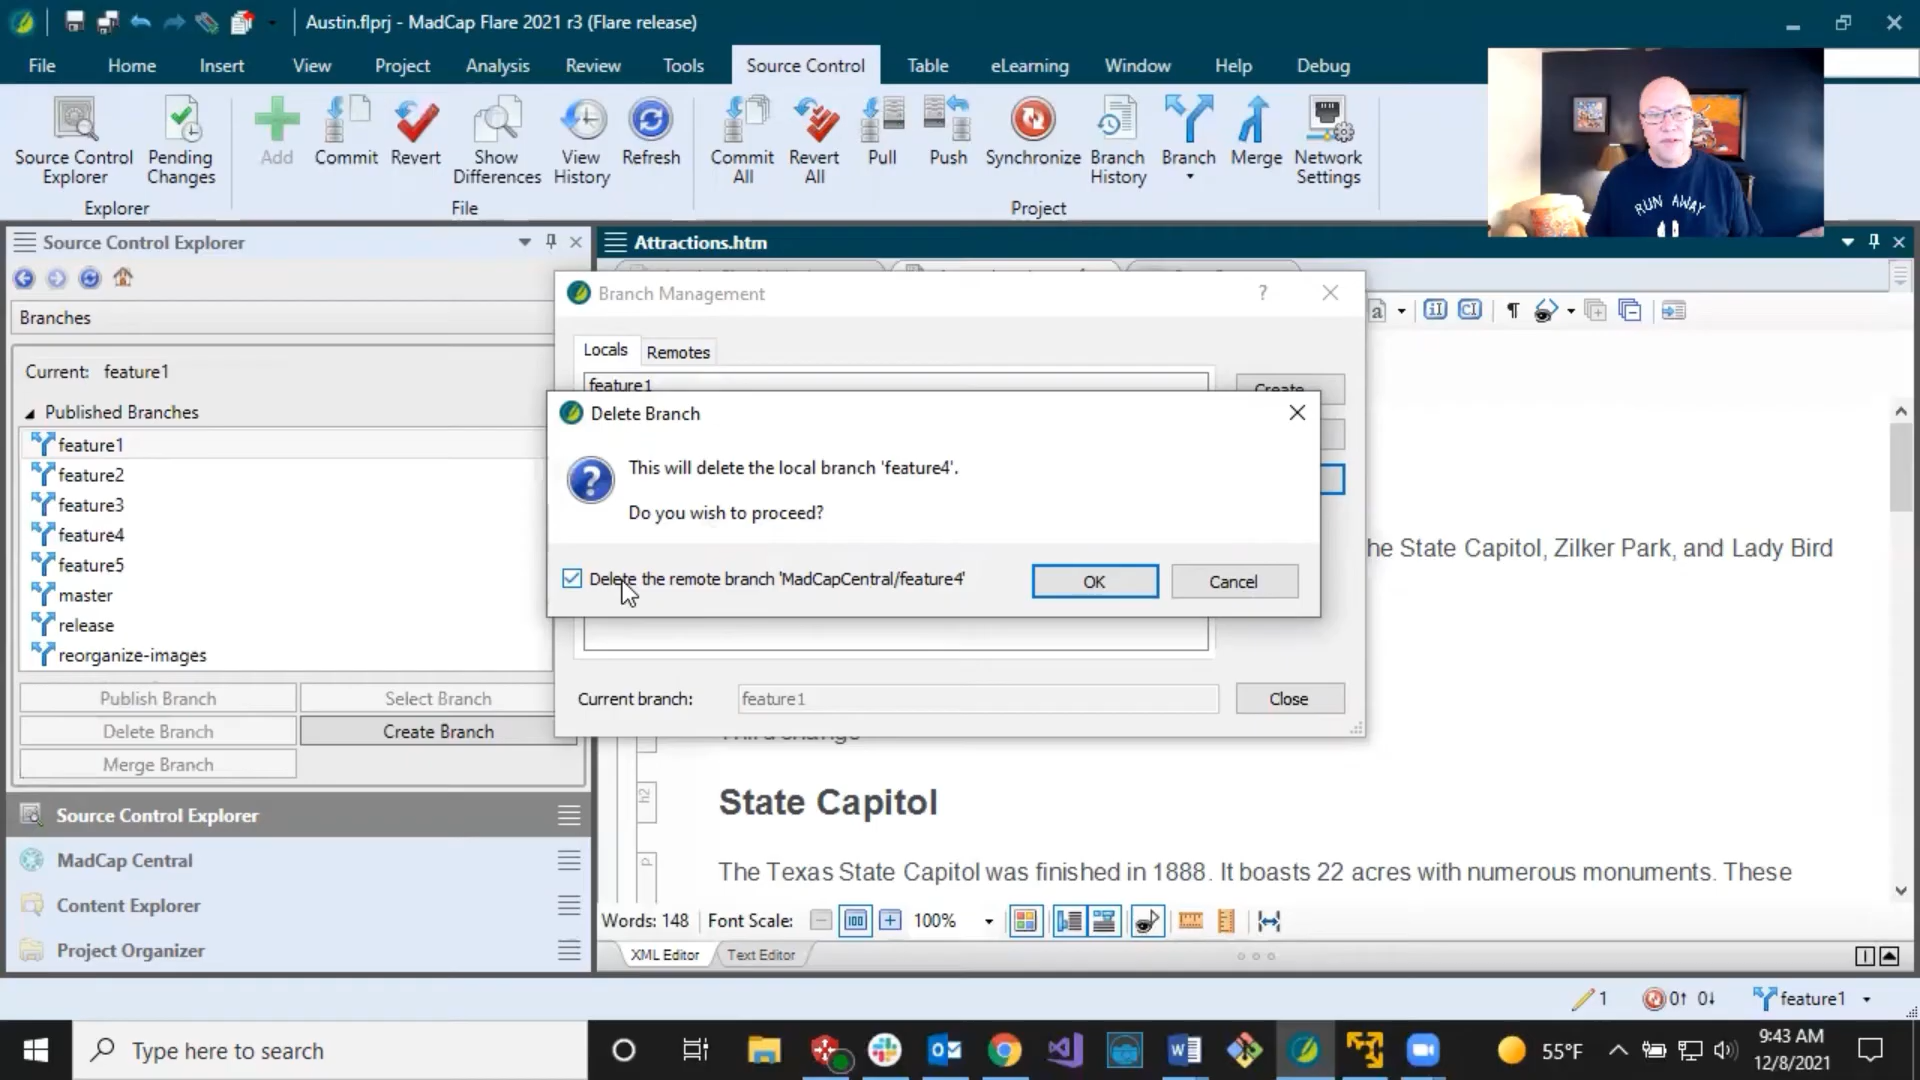 Austin.flprj - MadCap Flare 2021 r3 (Flare release)
File Home Insert View Project Analysis Review Tools Source Control Table eLearning Window Help Debug
Source Control Explorer
Pending Changes
Add
Commit
Revert
Show Differences
View History
Refresh
Commit All
Revert All
Pull
Push
Synchronize
Branch History
Branch
Merge
Network Settings
Explorer
File
Project
RUN AWAY
Source Control Explorer
Branches
Current: feature1
Published Branches
feature1
feature2
feature3
feature4
feature5
master
release
reorganize-images
Publish Branch
Select Branch
Delete Branch
Create Branch
Merge Branch
Source Control Explorer
MadCap Central
Content Explorer
Project Organizer
Attractions.htm
Branch Management
?
Locals
Remotes
feature1
Create...
Delete Branch
?
This will delete the local branch 'feature4'.
Do you wish to proceed?
Delete the remote branch 'MadCapCentral/feature4'
OK
Cancel
Current branch:
feature1
Close
he State Capitol, Zilker Park, and Lady Bird
Third change
h2
State Capitol
p
The Texas State Capitol was finished in 1888. It boasts 22 acres with numerous monuments. These
Words: 148 Font Scale: 100 100%
XML Editor
Text Editor
1
0 0
feature1
Type here to search
55°F
9:43 AM
12/8/2021